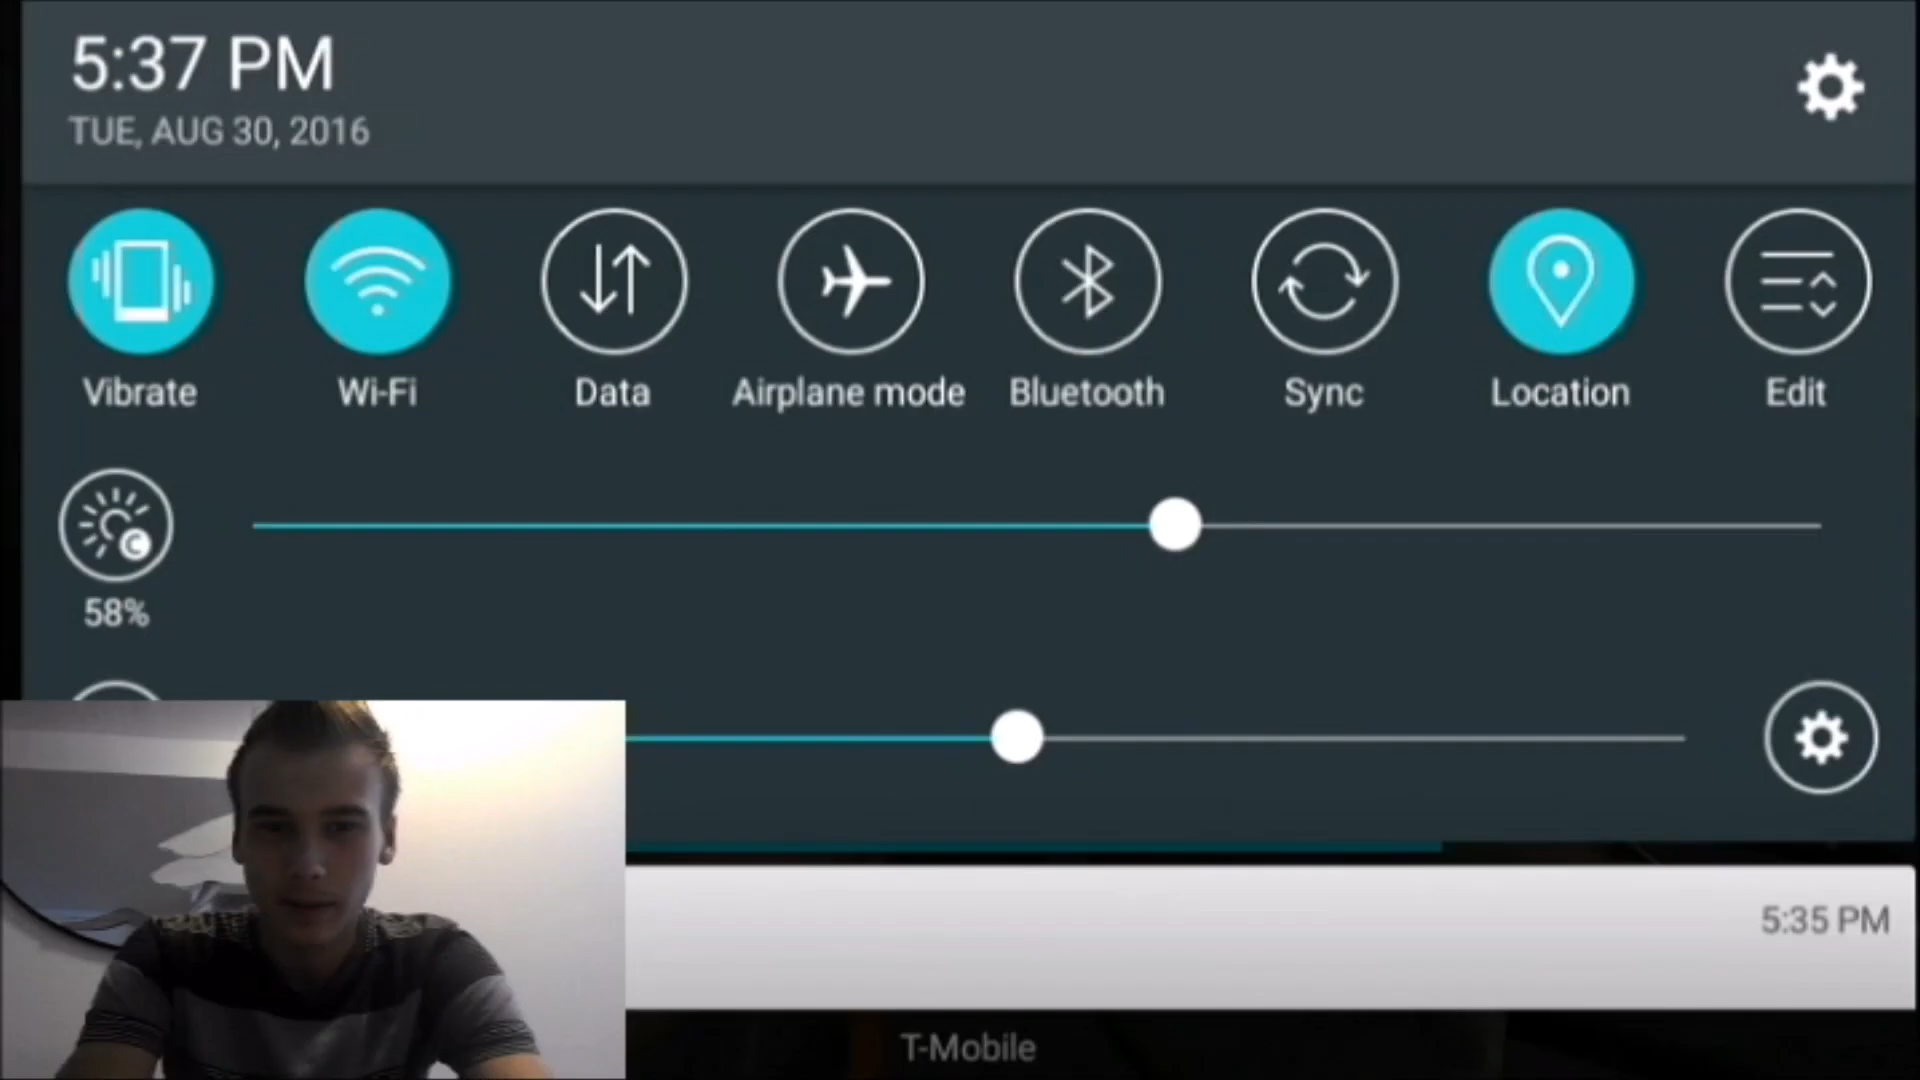 5:37 PM
TUE, AUG 30, 2016
Vibrate
Wi-Fi
Data
Airplane mode
Bluetooth
Sync
Location
Edit
58%
5:35 PM
T-Mobile